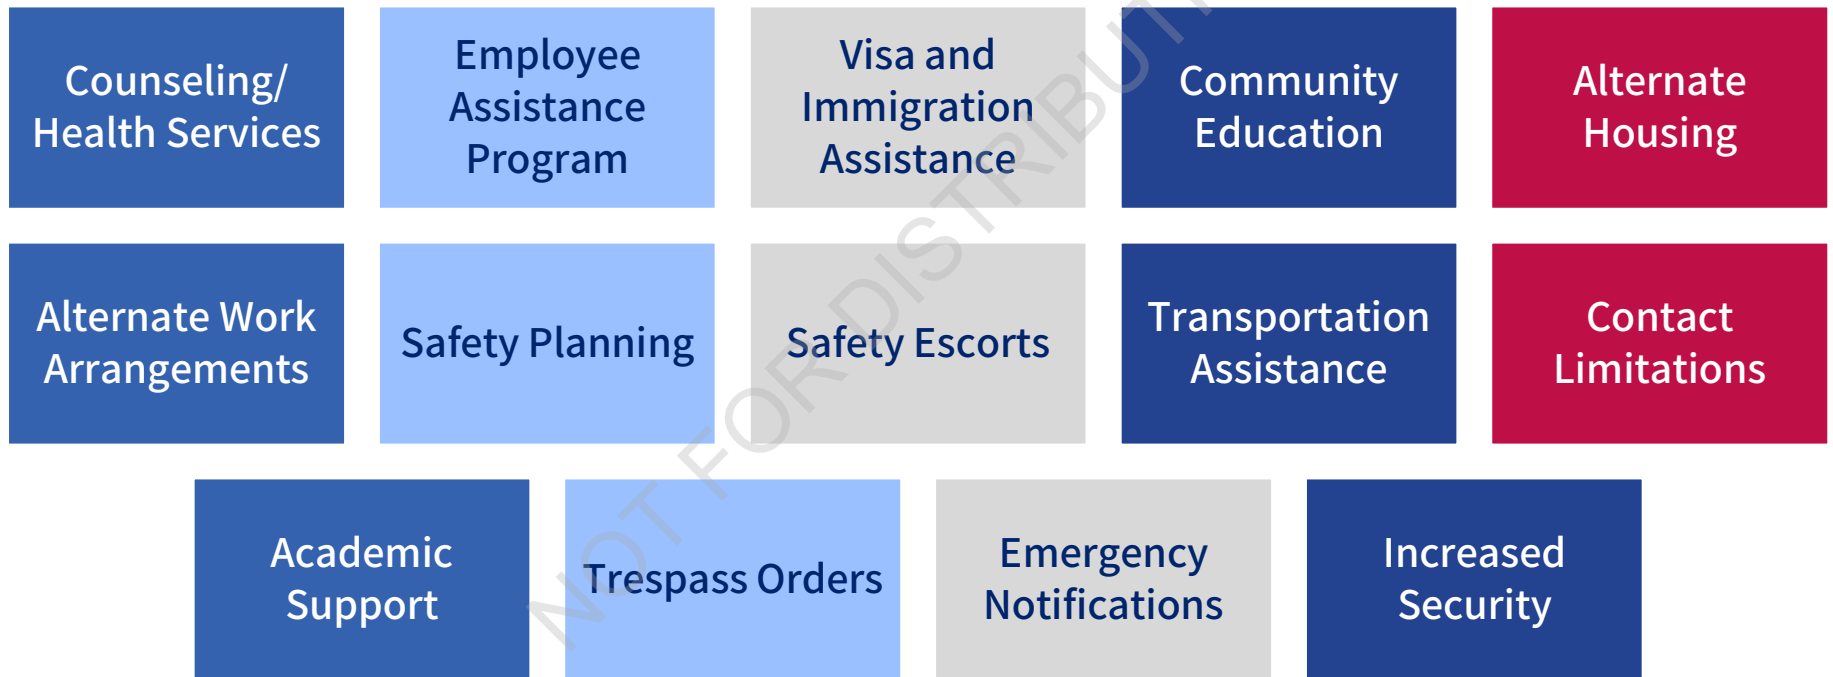 Counseling/
Health Services
Employee
Assistance
Program
Visa and
Immigration
Assistance
Community
Education
Alternate
Housing
Alternate Work
Arrangements
Safety Planning
Safety Escorts
Transportation
Assistance
Contact
Limitations
Academic
Support
Trespass Orders
Emergency
Notifications
Increased
Security
NOT FOR DISTRIBUT